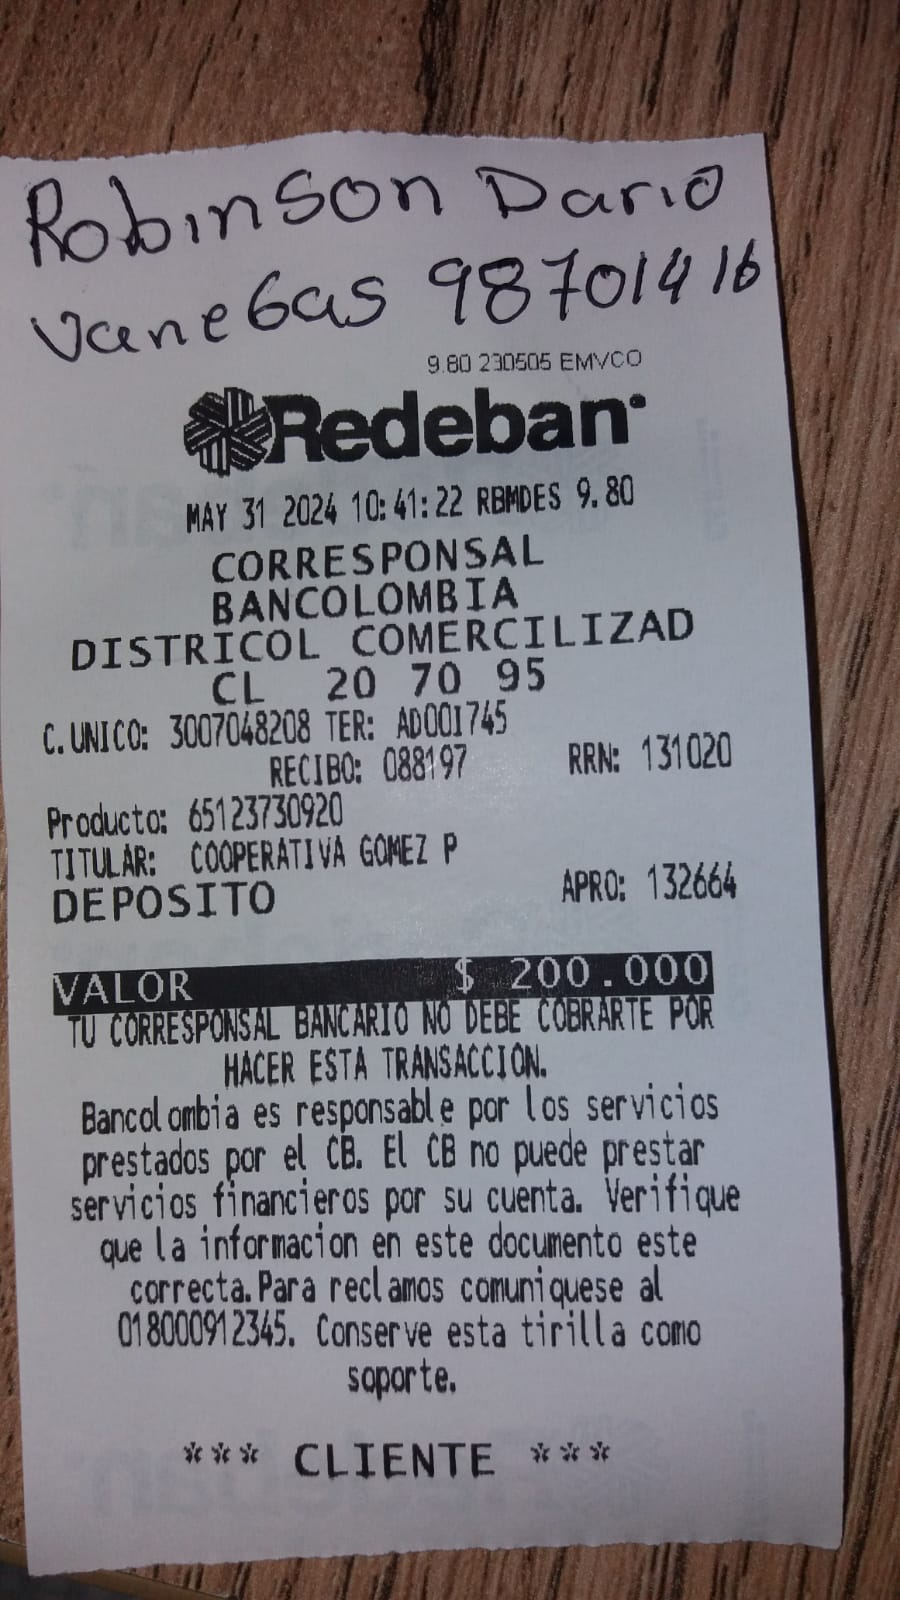 Robinson Dario
Vanegas 98701416
9.80 230505 EMVCO
Redeban
MAY 31 2024 10:41:22 RBMDES 9.80
CORRESPONSAL
BANCOLOMBIA
DISTRICOL COMERCILIZAD
CL 20 70 95
C.UNICO: 3007048208 TER: AD00I745
RECIBO: 088197 RRN: 131020
Producto: 65123730920
TITULAR: COOPERATIVA GOMEZ P
DEPOSITO APRO: 132664
VALOR $ 200.000
TU CORRESPONSAL BANCARIO NO DEBE COBRARTE POR
HACER ESTA TRANSACCION.
Bancolombia es responsable por los servicios
prestados por el CB. El CB no puede prestar
servicios financieros por su cuenta. Verifique
que la informacion en este documento este
correcta.Para reclamos comuniquese al
018000912345. Conserve esta tirilla como
soporte.
*** CLIENTE ***